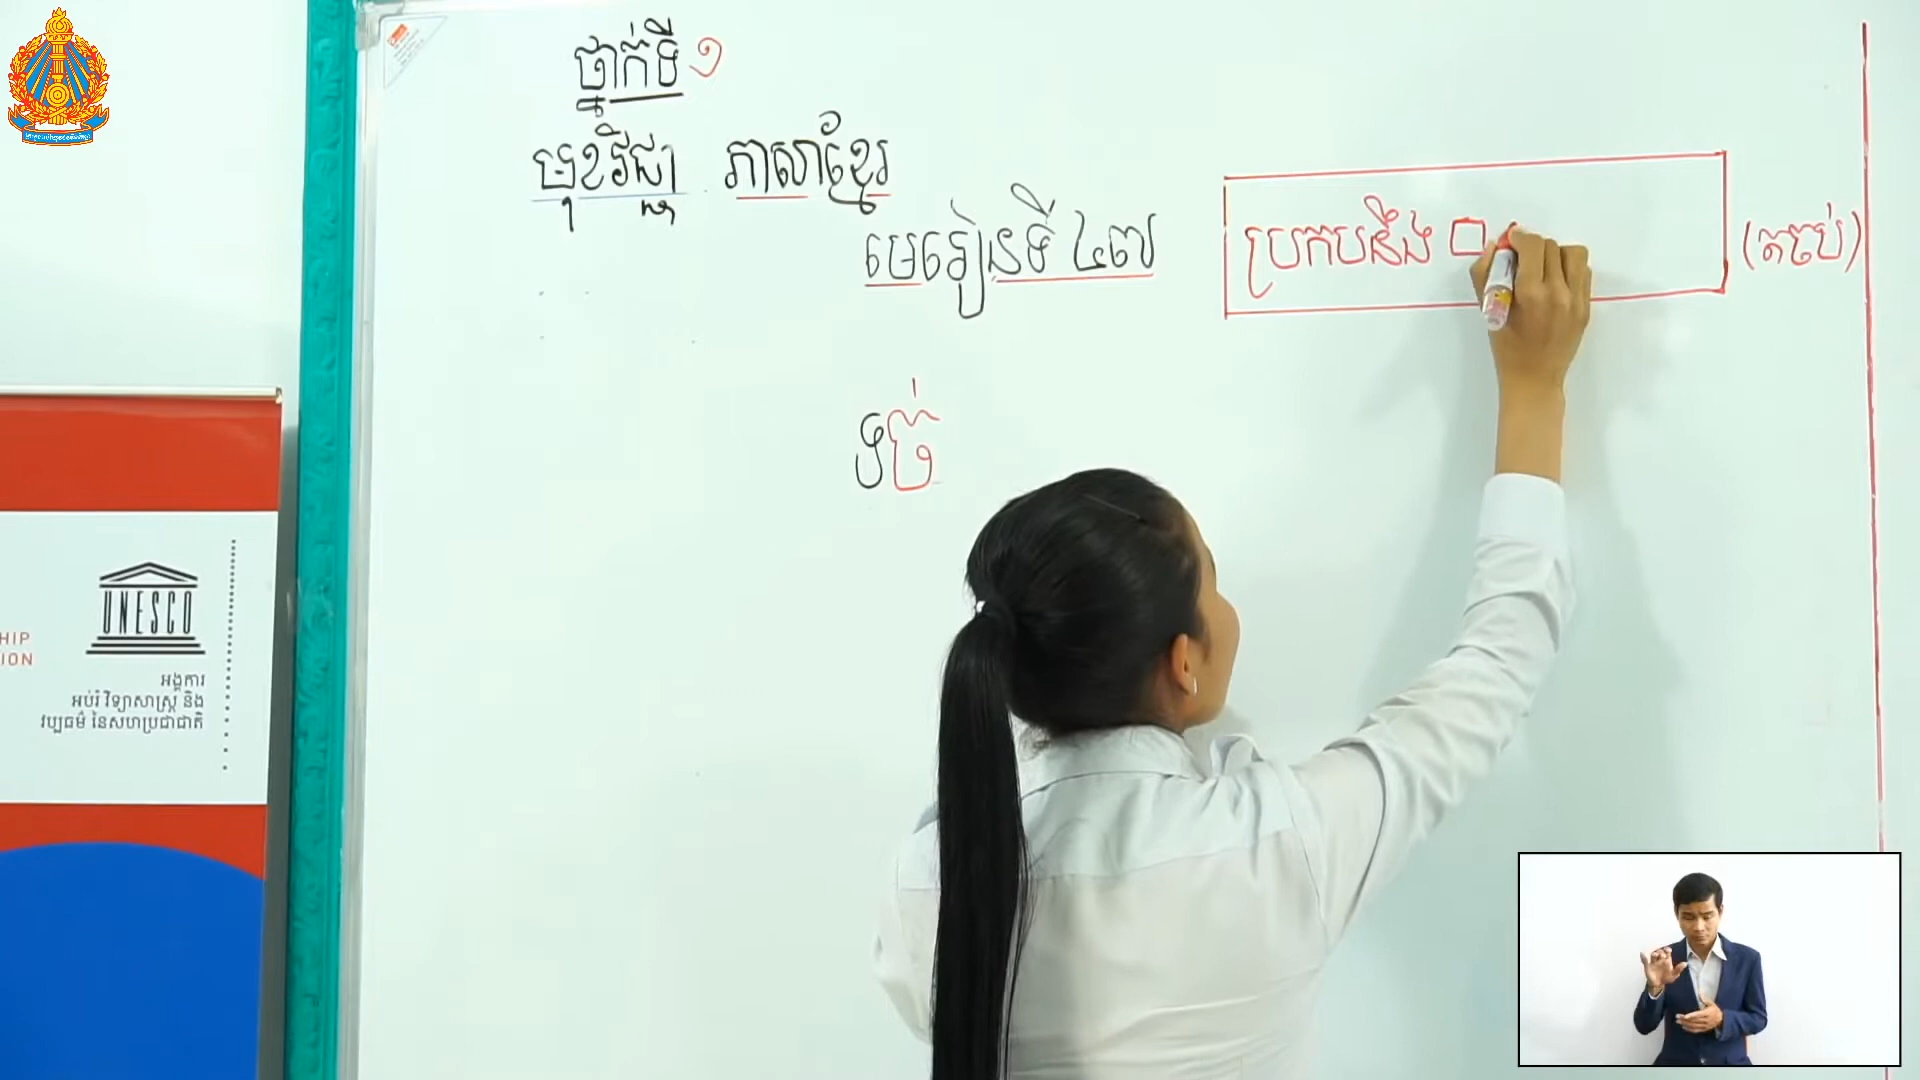 ថ្នាក់ទី ១
មុខវិជ្ជា ភាសាខ្មែរ
មេរៀនទី ៤៧
ប្រកបនឹង
(តចប់)
ទច់
UNESCO
HIP
ION
អង្គការ
អប់រំ វិទ្យាសាស្ត្រ និង
វប្បធម៌ នៃសហប្រជាជាតិ